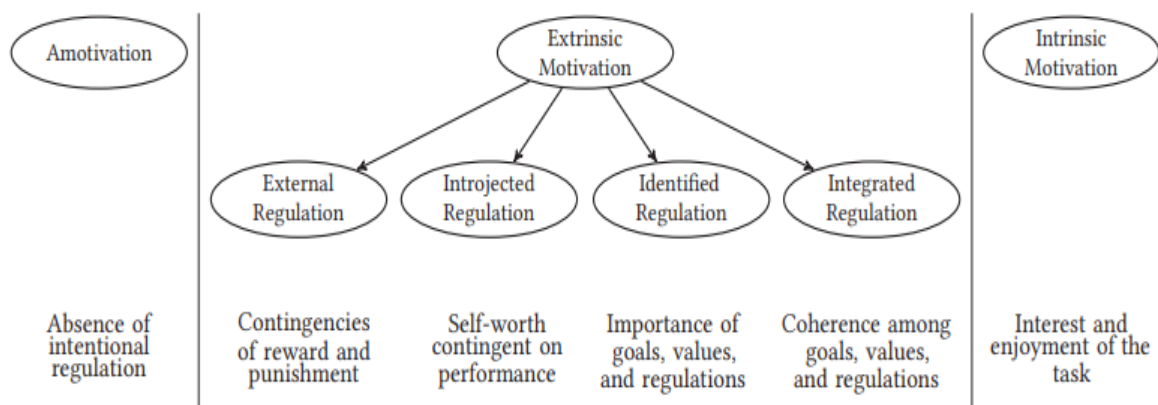 Amotivation
Extrinsic
Motivation
Intrinsic
Motivation
External
Regulation
Introjected
Regulation
Identified
Regulation
Integrated
Regulation
Absence of
intentional
regulation
Contingencies
of reward and
punishment
Self-worth
contingent on
performance
Importance of
goals, values,
and regulations
Coherence among
goals, values,
and regulations
Interest and
enjoyment of the
task